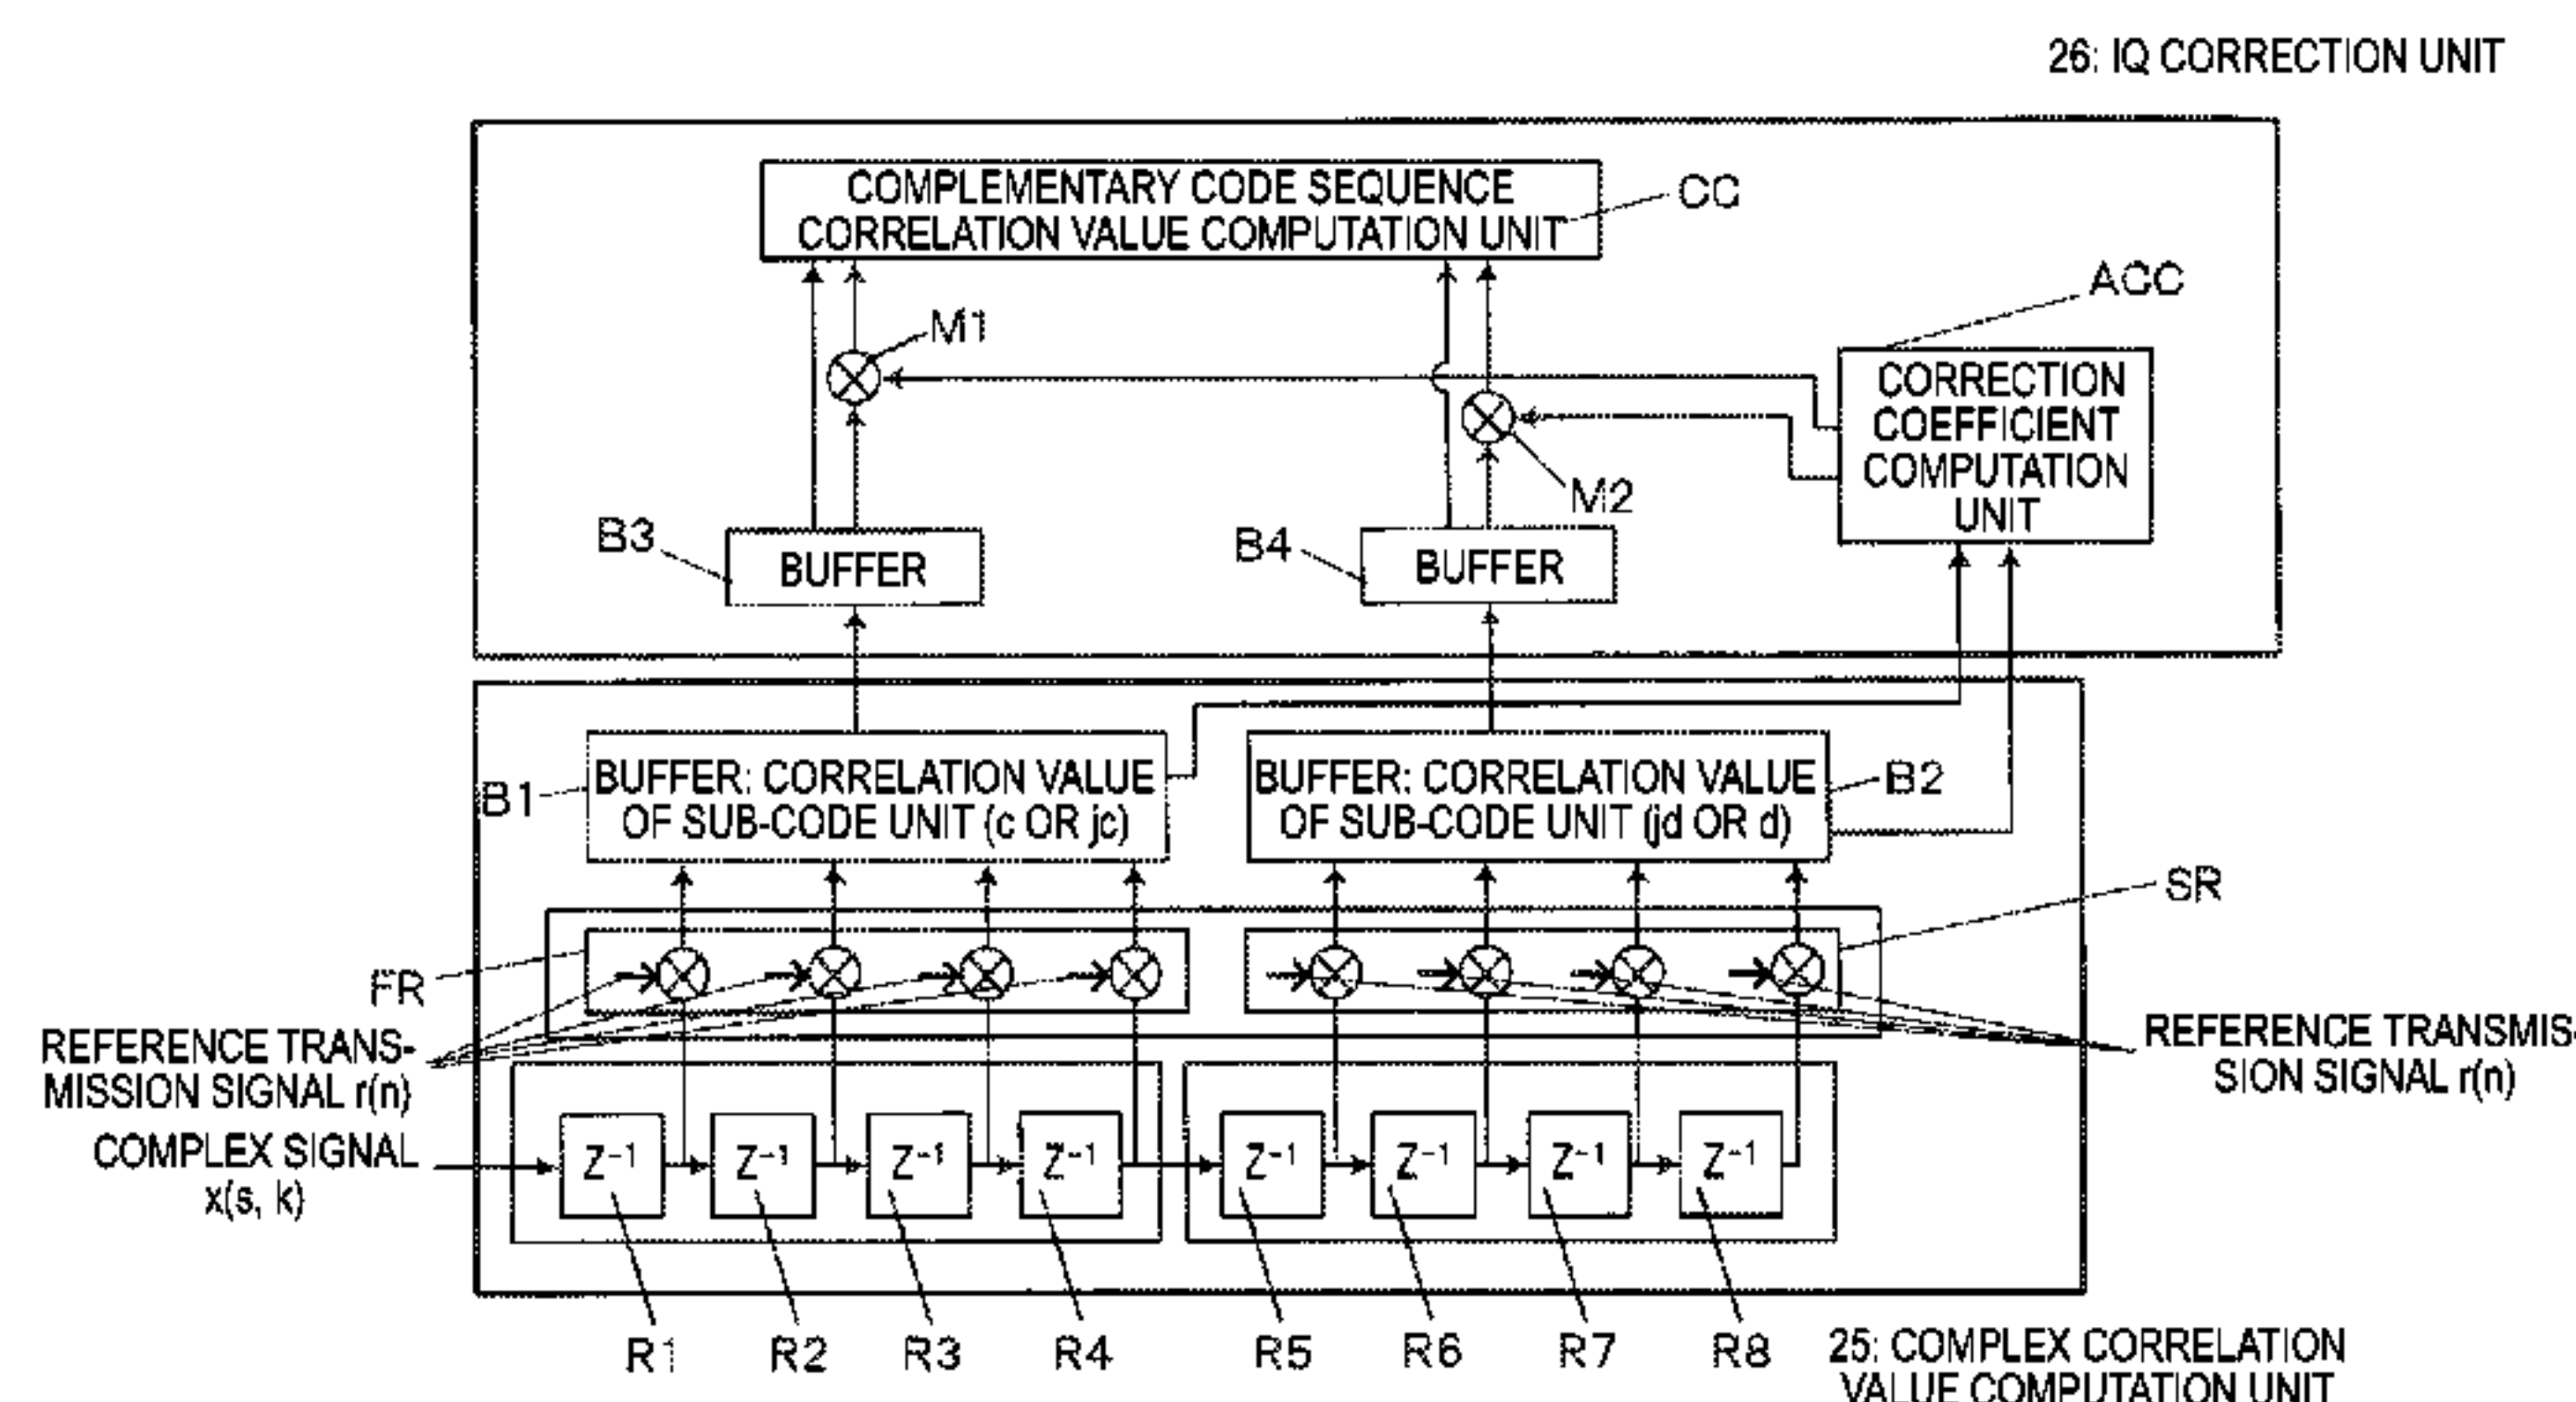 26: IQ CORRECTION UNIT
COMPLEMENTARY CODE SEQUENCE
CORRELATION VALUE COMPUTATION UNIT
CC
ACC
M1
CORRECTION
COEFFICIENT
COMPUTATION
UNIT
M2
B3
BUFFER
B4
BUFFER
B1
BUFFER: CORRELATION VALUE
OF SUB-CODE UNIT (c OR jc)
BUFFER: CORRELATION VALUE
OF SUB-CODE UNIT (jd OR d)
B2
SR
FR
REFERENCE TRANS-
MISSION SIGNAL r(n)
REFERENCE TRANSMIS-
SION SIGNAL r(n)
COMPLEX SIGNAL
x(s, k)
Z⁻¹ Z⁻¹ Z⁻¹ Z⁻¹ Z⁻¹ Z⁻¹ Z⁻¹ Z⁻¹
R1 R2 R3 R4 R5 R6 R7 R8
25: COMPLEX CORRELATION
VALUE COMPUTATION UNIT